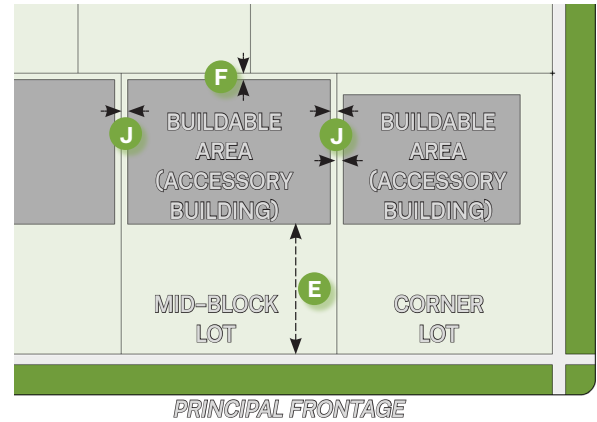 F
J
J
BUILDABLE
AREA
(ACCESSORY
BUILDING)
BUILDABLE
AREA
(ACCESSORY
BUILDING)
E
MID–BLOCK
LOT
CORNER
LOT
PRINCIPAL FRONTAGE